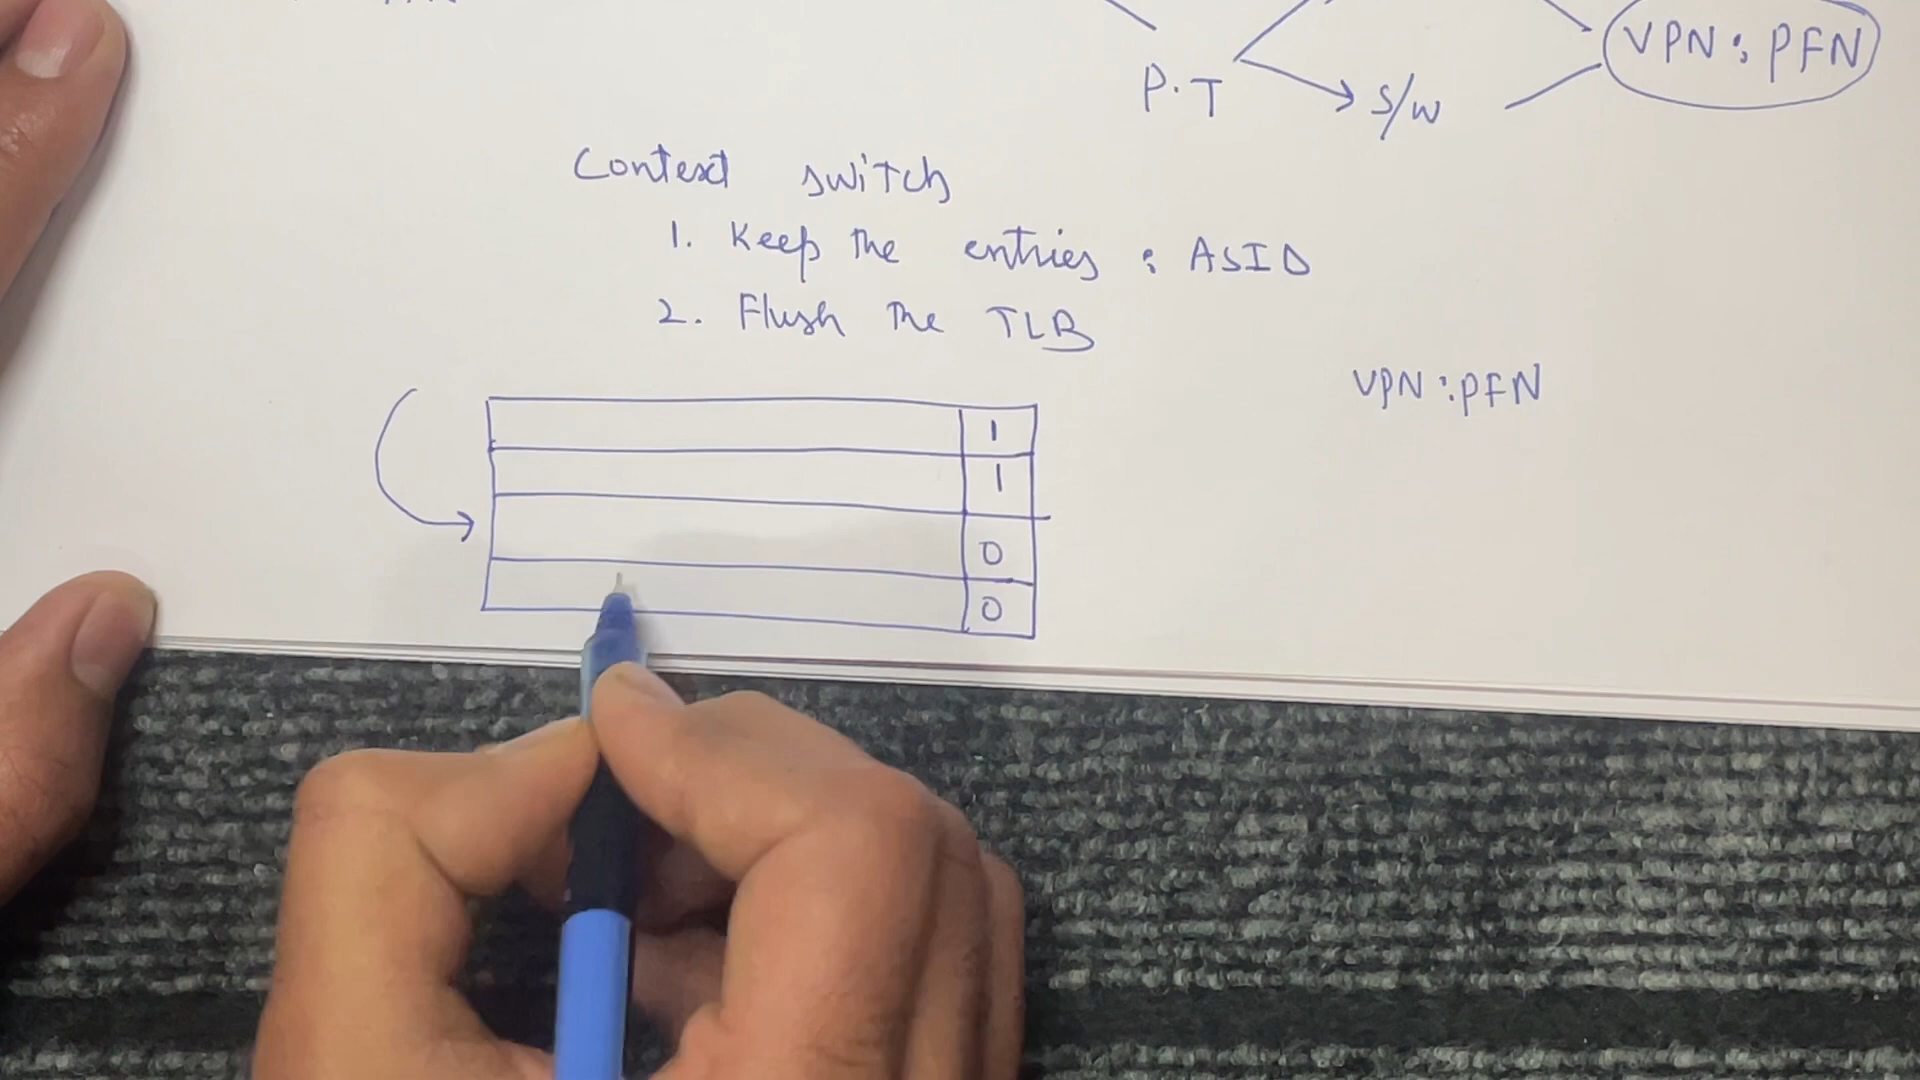 VPN : PFN
P.T
S/W
Context switch
1. Keep the entries : ASID
2. Flush the TLB
VPN : PFN
1
1
0
0